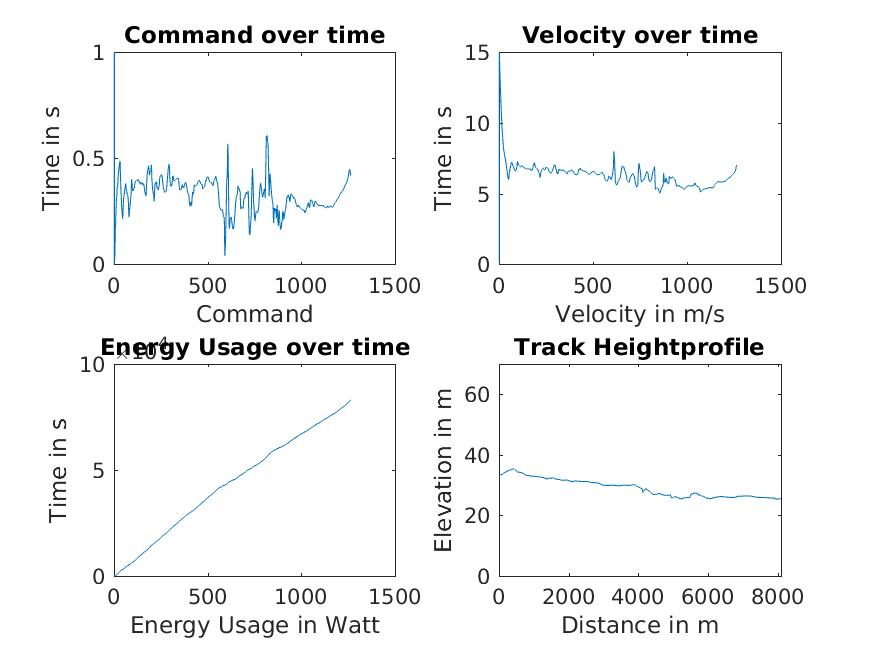 Command over time
1
0.5
0
Time in s
0 500 1000 1500
Command
Velocity over time
15
10
5
0
Time in s
0 500 1000 1500
Velocity in m/s
Energy Usage over time
×10⁴
10
5
0
Time in s
0 500 1000 1500
Energy Usage in Watt
Track Heightprofile
60
40
20
0
Elevation in m
0 2000 4000 6000 8000
Distance in m